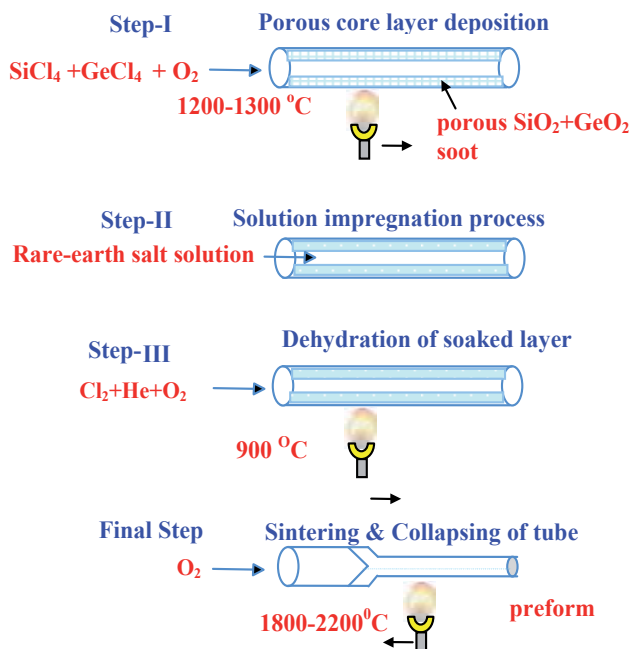 Step-I
Porous core layer deposition
SiCl₄ +GeCl₄ + O₂
1200-1300 ⁰C
porous SiO₂+GeO₂
soot
Step-II
Solution impregnation process
Rare-earth salt solution
Step-III
Dehydration of soaked layer
Cl₂+He+O₂
900 ᴼC
Final Step
Sintering & Collapsing of tube
O₂
1800-2200⁰C
preform